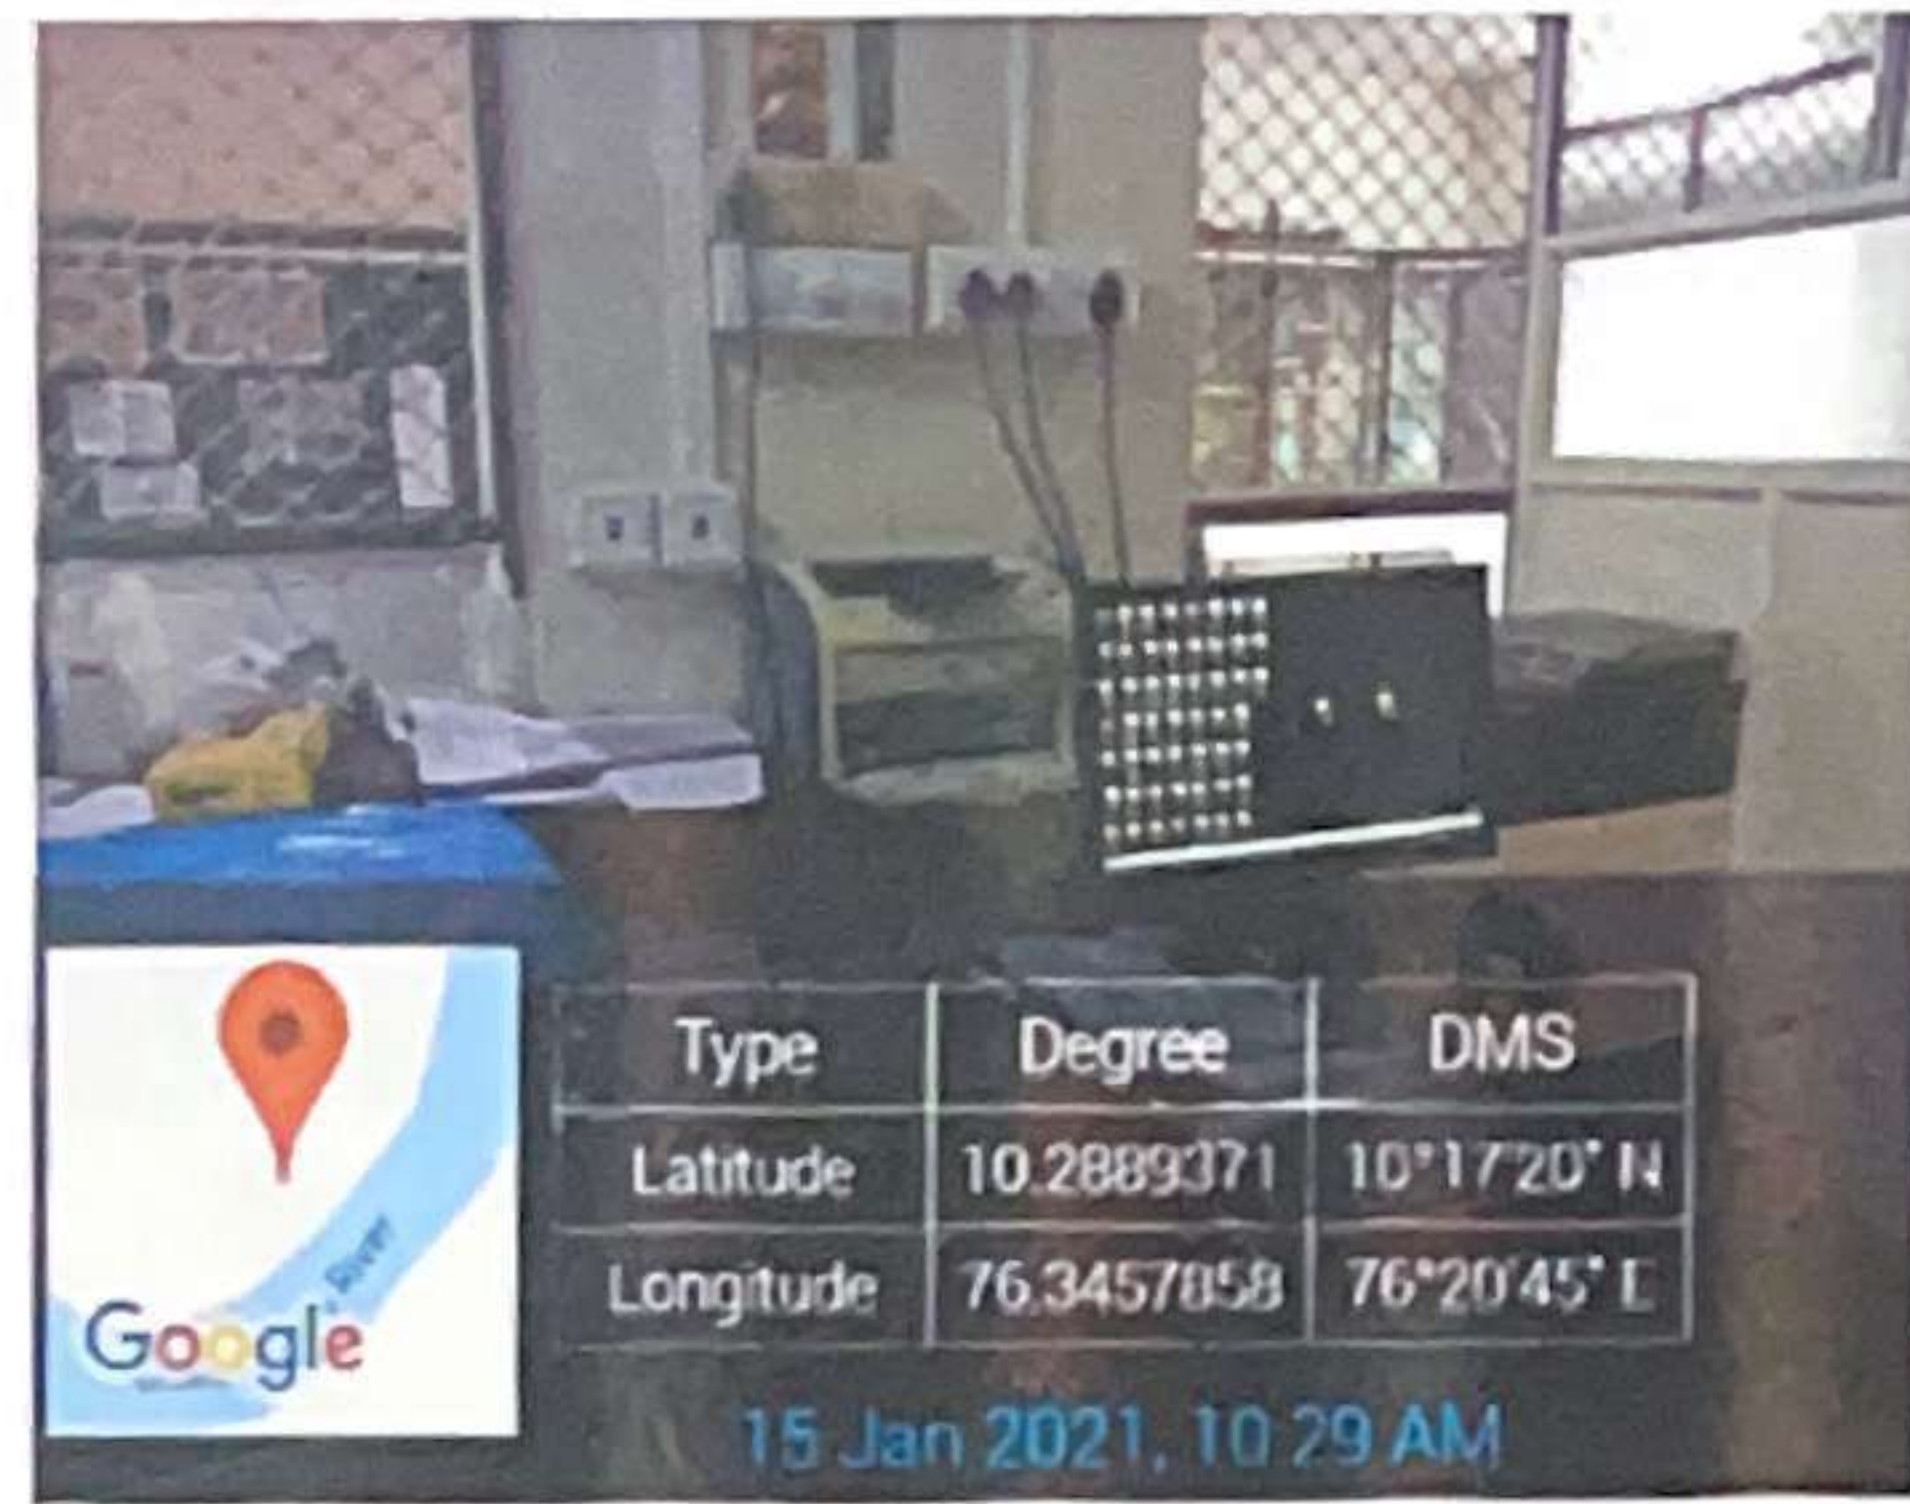 Type Degree DMS
Latitude 10.2889371 10°17'20" N
Longitude 76.3457858 76°20'45" E
River
Google
15 Jan 2021, 10 29 AM